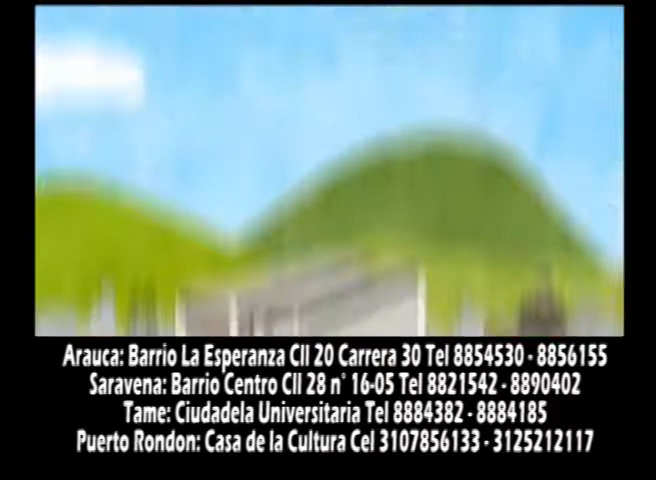 Arauca: Barrio La Esperanza Cll 20 Carrera 30 Tel 8854530 - 8856155
Saravena: Barrio Centro Cll 28 n° 16-05 Tel 8821542 - 8890402
Tame: Ciudadela Universitaria Tel 8884382 - 8884185
Puerto Rondon: Casa de la Cultura Cel 3107856133 - 3125212117